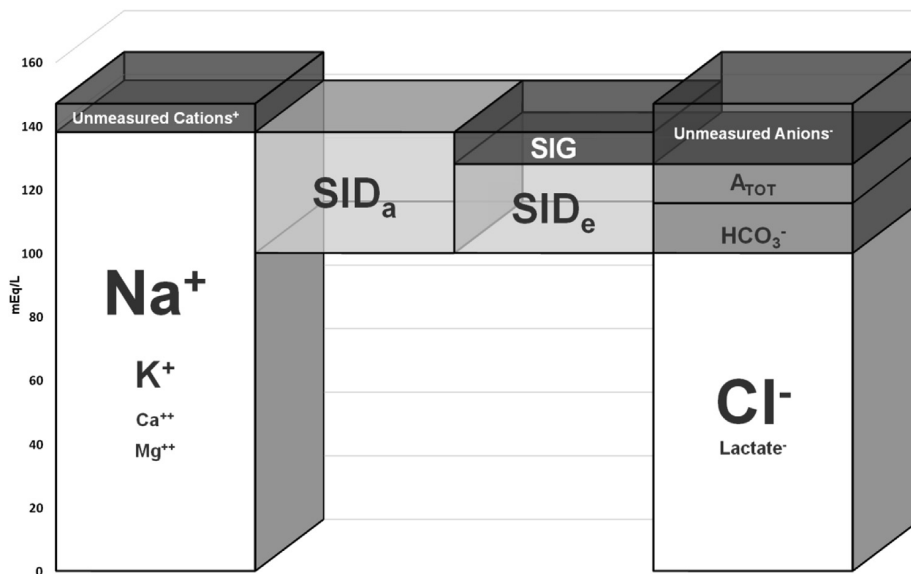 160
140
120
100
80
60
40
20
0
mEq/L
Unmeasured Cations⁺
Na⁺
K⁺
Ca⁺⁺
Mg⁺⁺
SIDₐ
SIG
SIDₑ
Unmeasured Anions⁻
A_TOT
HCO₃⁻
Cl⁻
Lactate⁻